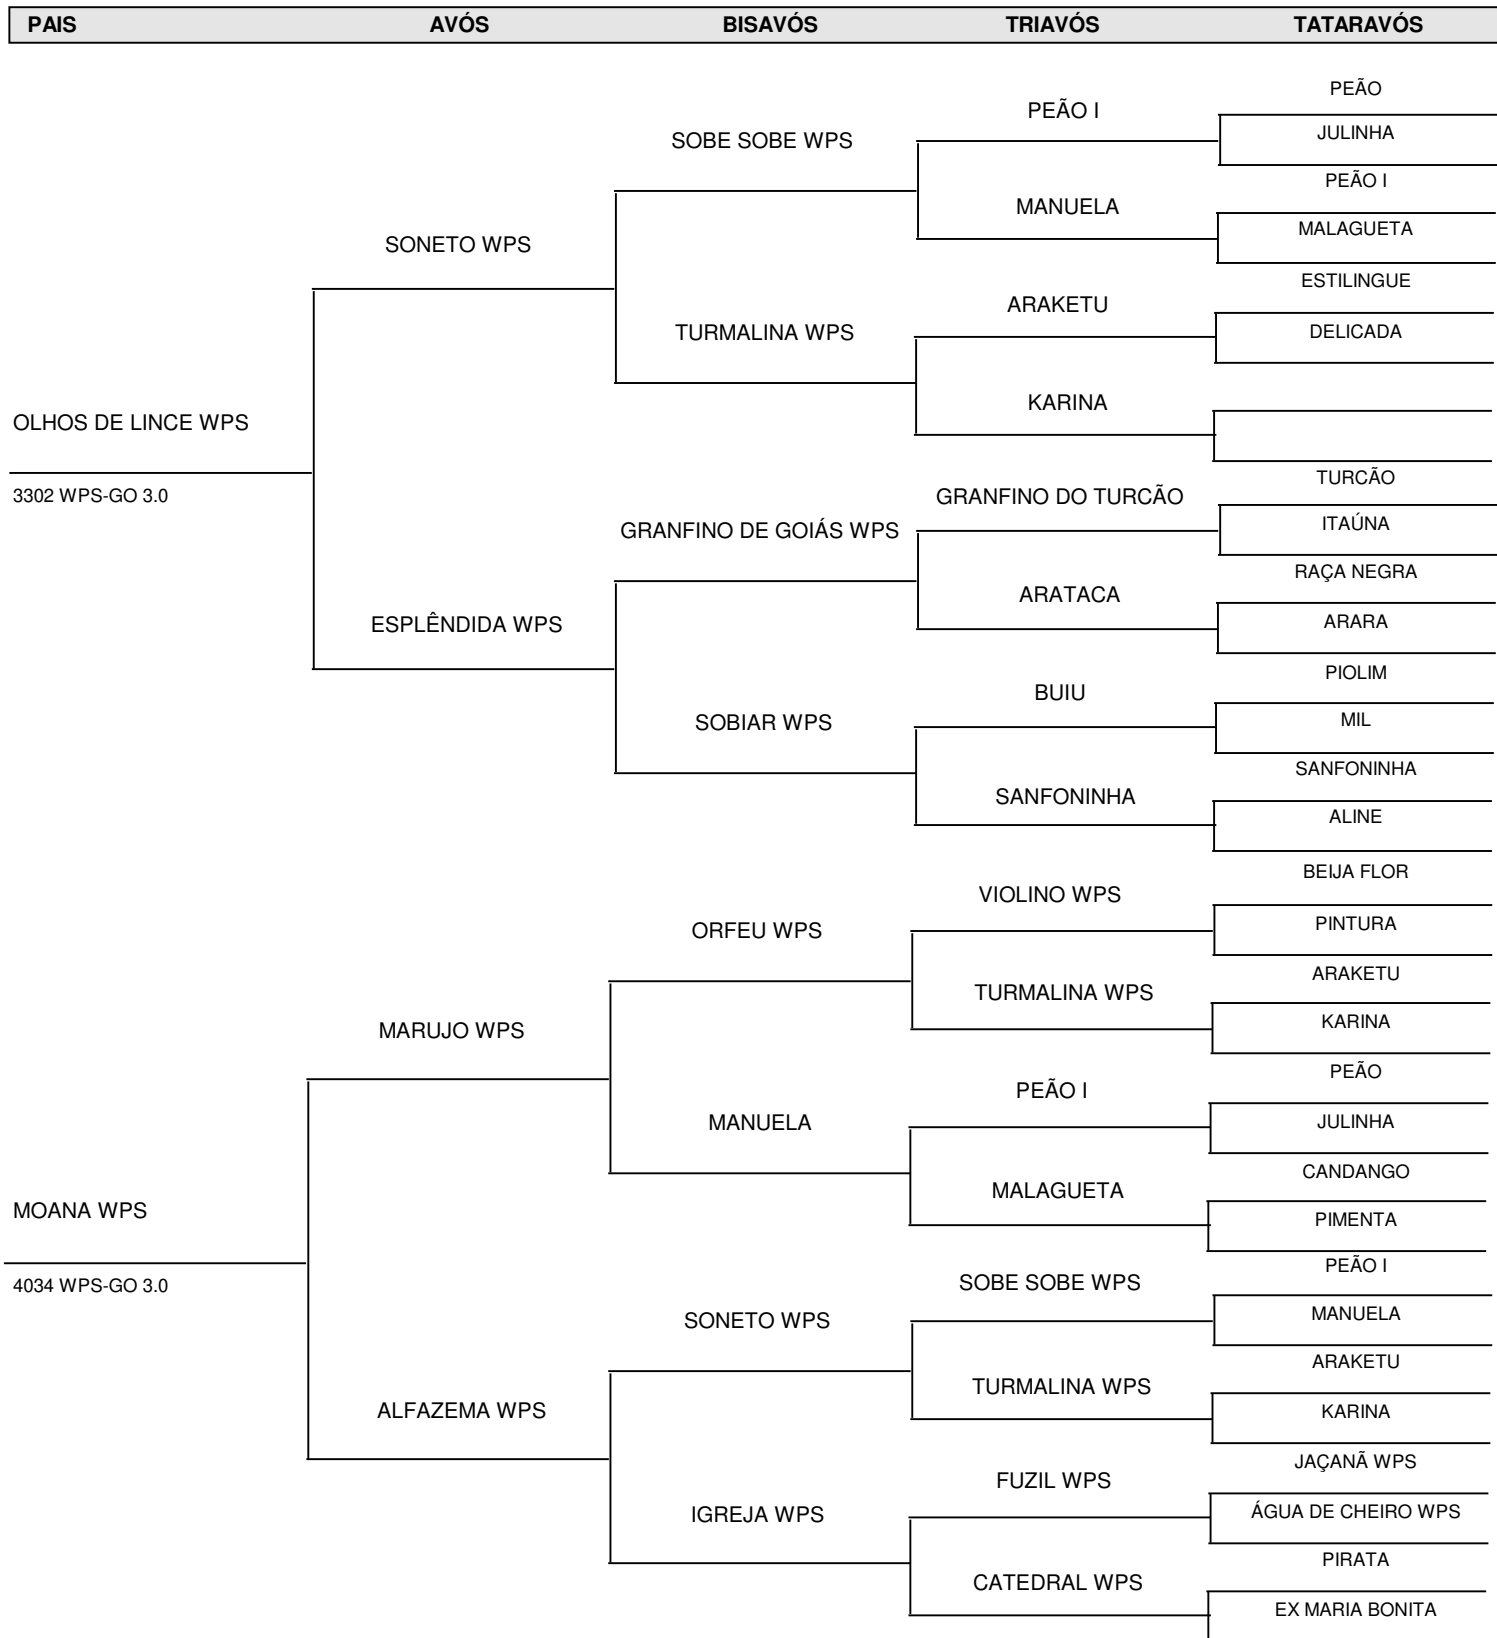 PAIS AVÓS BISAVÓS TRIAVÓS TATARAVÓS
PEÃO
PEÃO I
JULINHA
SOBE SOBE WPS
PEÃO I
MANUELA
MALAGUETA
SONETO WPS
ESTILINGUE
ARAKETU
TURMALINA WPS
DELICADA
KARINA
OLHOS DE LINCE WPS
TURCÃO
3302 WPS-GO 3.0
GRANFINO DO TURCÃO
ITAÚNA
GRANFINO DE GOIÁS WPS
RAÇA NEGRA
ARATACA
ARARA
ESPLÊNDIDA WPS
PIOLIM
BUIU
MIL
SOBIAR WPS
SANFONINHA
SANFONINHA
ALINE
BEIJA FLOR
VIOLINO WPS
PINTURA
ORFEU WPS
ARAKETU
TURMALINA WPS
KARINA
MARUJO WPS
PEÃO
PEÃO I
JULINHA
MANUELA
CANDANGO
MALAGUETA
MOANA WPS
PIMENTA
PEÃO I
4034 WPS-GO 3.0
SOBE SOBE WPS
MANUELA
SONETO WPS
ARAKETU
TURMALINA WPS
ALFAZEMA WPS
KARINA
JAÇANÃ WPS
FUZIL WPS
ÁGUA DE CHEIRO WPS
IGREJA WPS
PIRATA
CATEDRAL WPS
EX MARIA BONITA